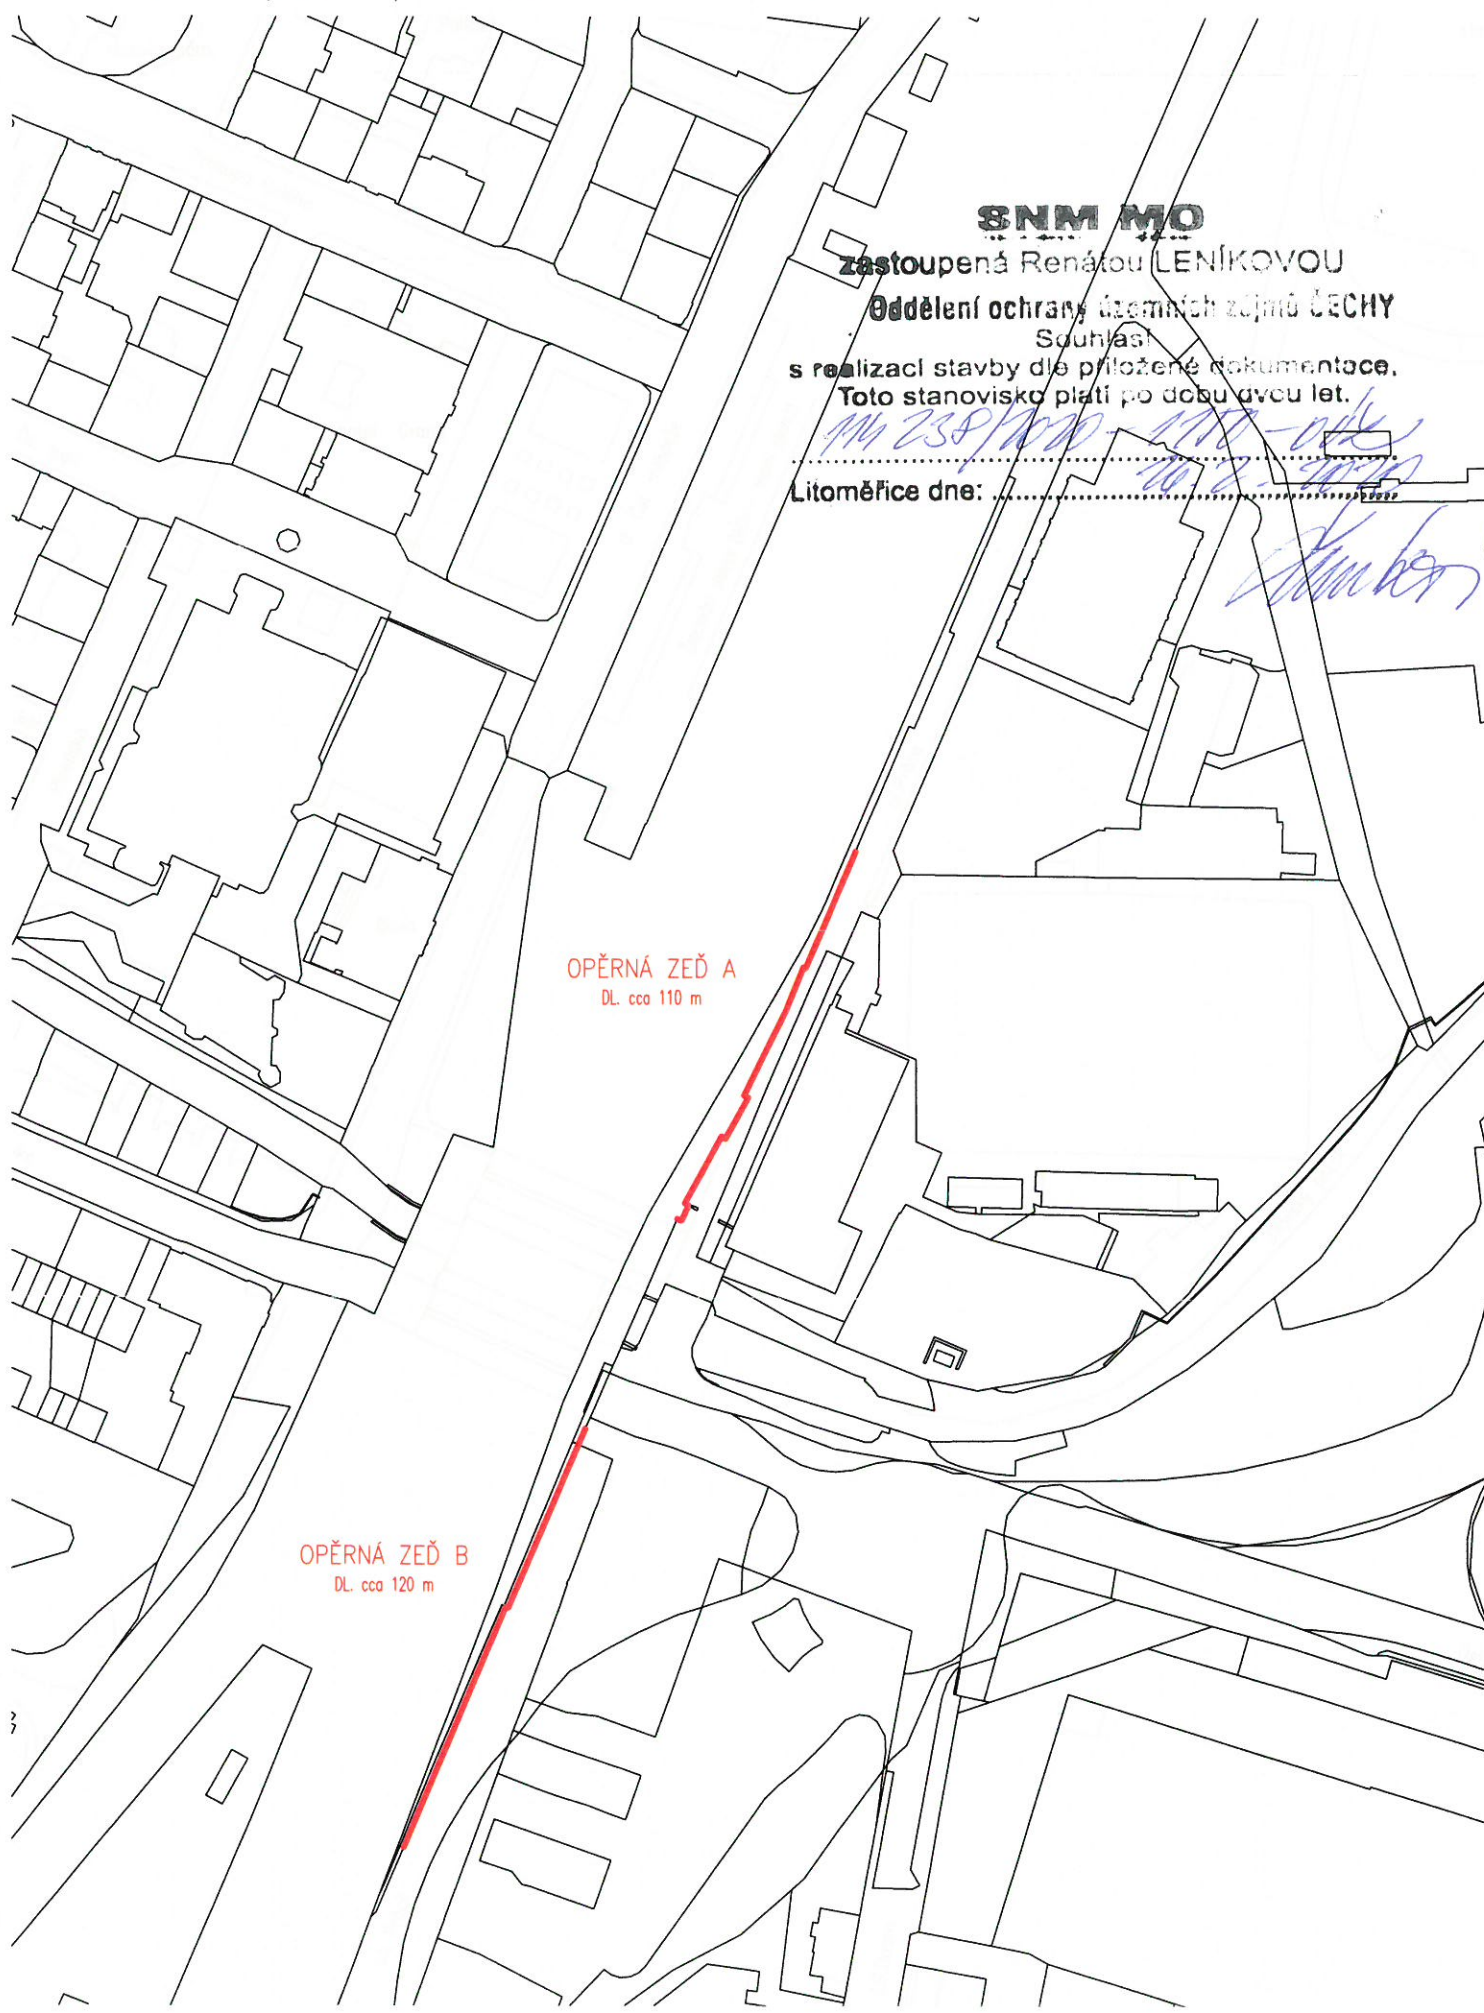 SNM MO
zastoupená Renátou LENÍKOVOU
Oddělení ochrany územních zájmů ČECHY
Souhlasí
s realizací stavby dle přiložené dokumentace.
Toto stanovisko platí po dobu dvou let.
Litoměřice dne:
OPĚRNÁ ZEĎ A
DL. cca 110 m
OPĚRNÁ ZEĎ B
DL. cca 120 m